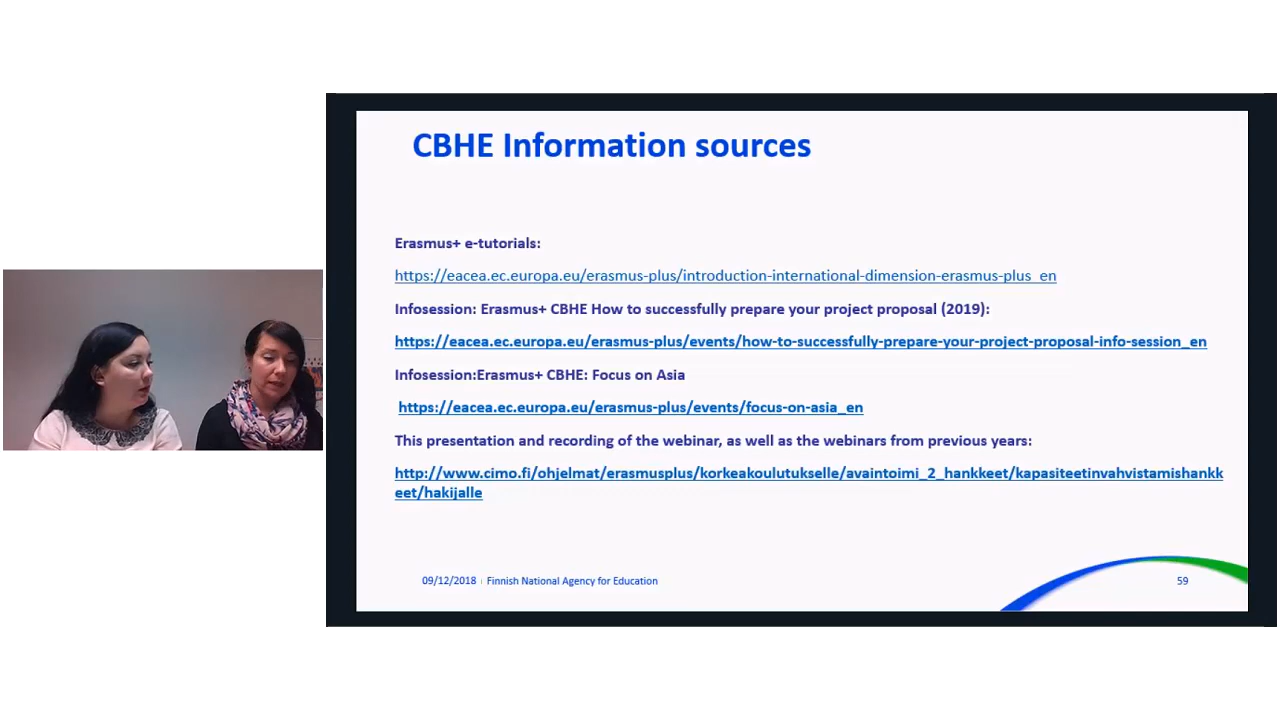 CBHE Information sources
Erasmus+ e-tutorials:
https://eacea.ec.europa.eu/erasmus-plus/introduction-international-dimension-erasmus-plus_en
Infosession: Erasmus+ CBHE How to successfully prepare your project proposal (2019):
https://eacea.ec.europa.eu/erasmus-plus/events/how-to-successfully-prepare-your-project-proposal-info-session_en
Infosession:Erasmus+ CBHE: Focus on Asia
https://eacea.ec.europa.eu/erasmus-plus/events/focus-on-asia_en
This presentation and recording of the webinar, as well as the webinars from previous years:
http://www.cimo.fi/ohjelmat/erasmusplus/korkeakoulutukselle/avaintoimi_2_hankkeet/kapasiteetinvahvistamishankk
eet/hakijalle
09/12/2018 | Finnish National Agency for Education
59